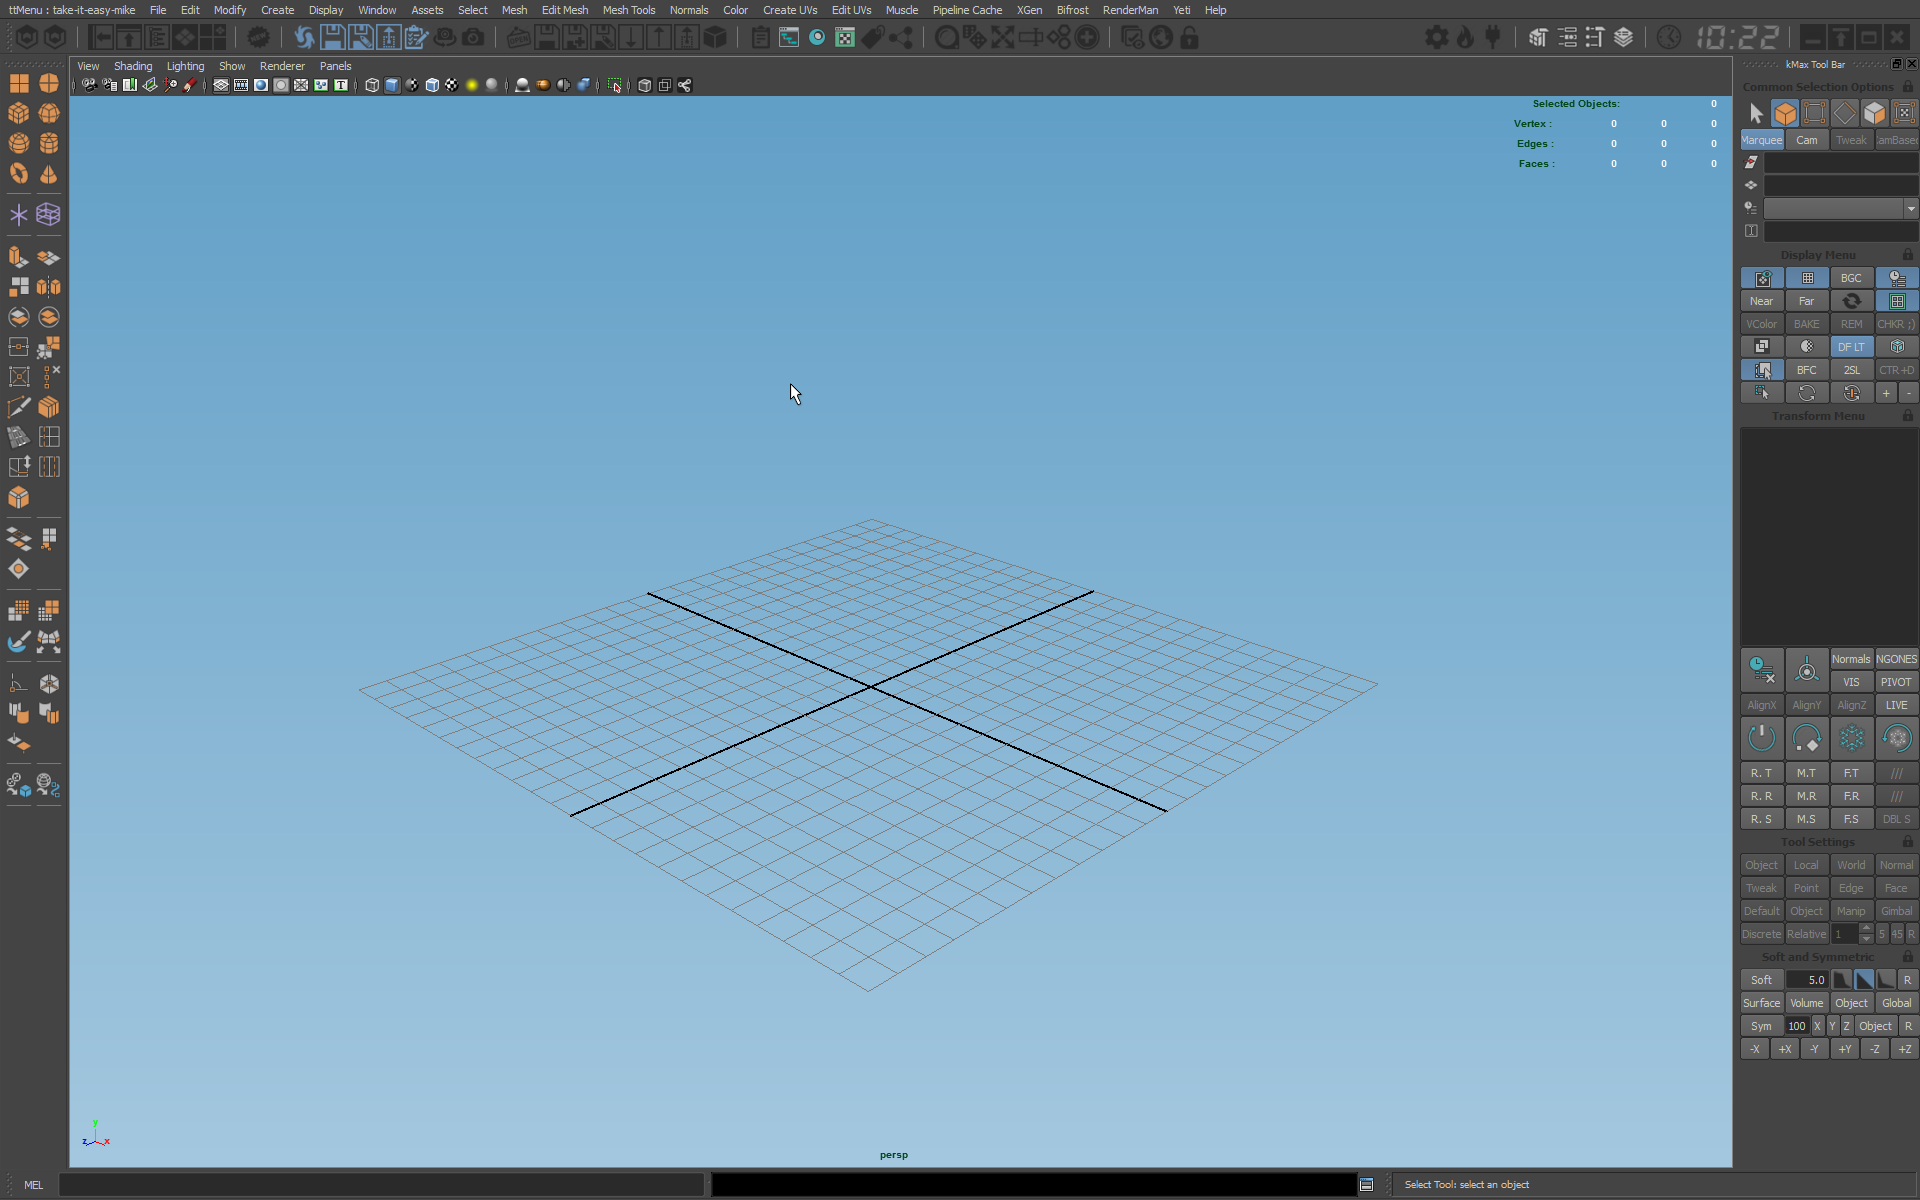 ttMenu : take-it-easy-mike File Edit Modify Create Display Window Assets Select Mesh Edit Mesh Mesh Tools Normals Color Create UVs Edit UVs Muscle Pipeline Cache XGen Bifrost RenderMan Yeti Help
10:22
View Shading Lighting Show Renderer Panels
kMax Tool Bar
Common Selection Options
Selected Objects: 0
Vertex : 0 0 0
Edges : 0 0 0
Faces : 0 0 0
Marquee Cam Tweak CamBased
Display Menu
BGC
Near Far
VColor BAKE REM CHKR ;)
DF LT
BFC 2SL CTR+D
+ -
Transform Menu
Normals NGONES
VIS PIVOT
AlignX AlignY AlignZ LIVE
R. T M.T F.T ///
R. R M.R F.R ///
R. S M.S F.S DBL S
Tool Settings
Object Local World Normal
Tweak Point Edge Face
Default Object Manip Gimbal
Discrete Relative 1 5 45 R
Soft and Symmetric
Soft 5.0 R
Surface Volume Object Global
Sym 100 X Y Z Object R
-X +X -Y +Y -Z +Z
y
z x
persp
MEL
Select Tool: select an object